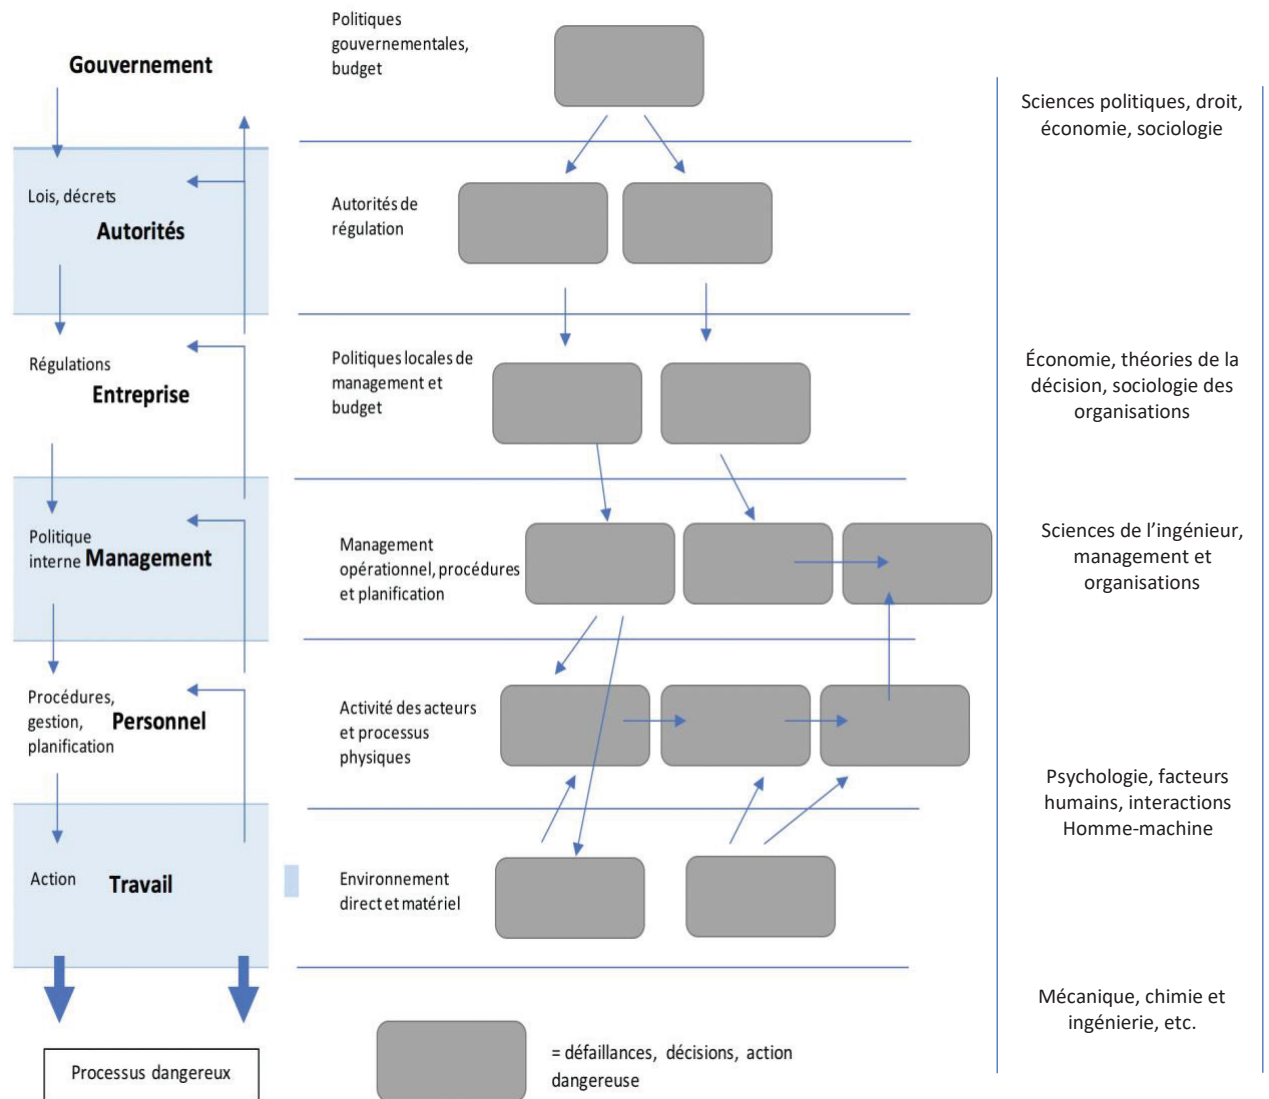 Gouvernement
Lois, décrets
Autorités
Régulations
Entreprise
Politique
interne Management
Procédures,
gestion,
planification
Personnel
Action
Travail
Processus dangereux
Politiques
gouvernementales,
budget
Autorités de
régulation
Politiques locales de
management et
budget
Management
opérationnel, procédures
et planification
Activité des acteurs
et processus
physiques
Environnement
direct et matériel
= défaillances, décisions, action
dangereuse
Sciences politiques, droit,
économie, sociologie
Économie, théories de la
décision, sociologie des
organisations
Sciences de l’ingénieur,
management et
organisations
Psychologie, facteurs
humains, interactions
Homme-machine
Mécanique, chimie et
ingénierie, etc.